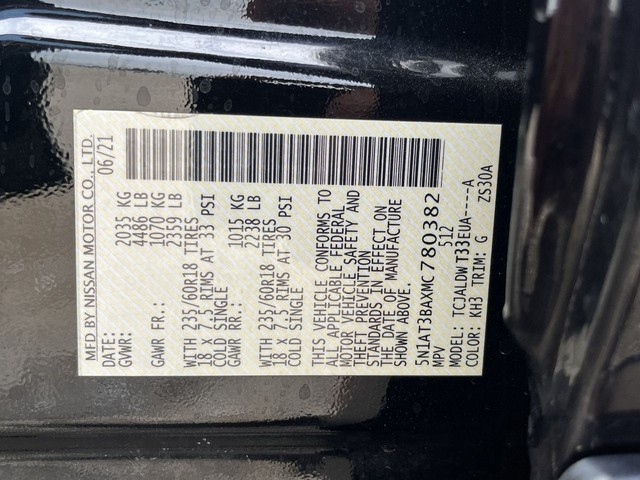 MFD BY NISSAN MOTOR CO., LTD.
DATE: 06/21
GVWR: 2035 KG
4486 LB
GAWR FR.: 1070 KG
2359 LB
WITH 235/60R18 TIRES
18 x 7.5 RIMS AT 33 PSI
COLD SINGLE
GAWR RR.: 1015 KG
2238 LB
WITH 235/60R18 TIRES
18 x 7.5 RIMS AT 30 PSI
COLD SINGLE
THIS VEHICLE CONFORMS TO
ALL APPLICABLE FEDERAL
MOTOR VEHICLE SAFETY AND
THEFT PREVENTION
STANDARDS IN EFFECT ON
THE DATE OF MANUFACTURE
SHOWN ABOVE.
5N1AT3BAXMC780382
MPV 512
MODEL: TCJALDWT33EUA----A
COLOR: KH3 TRIM: G ZS30A